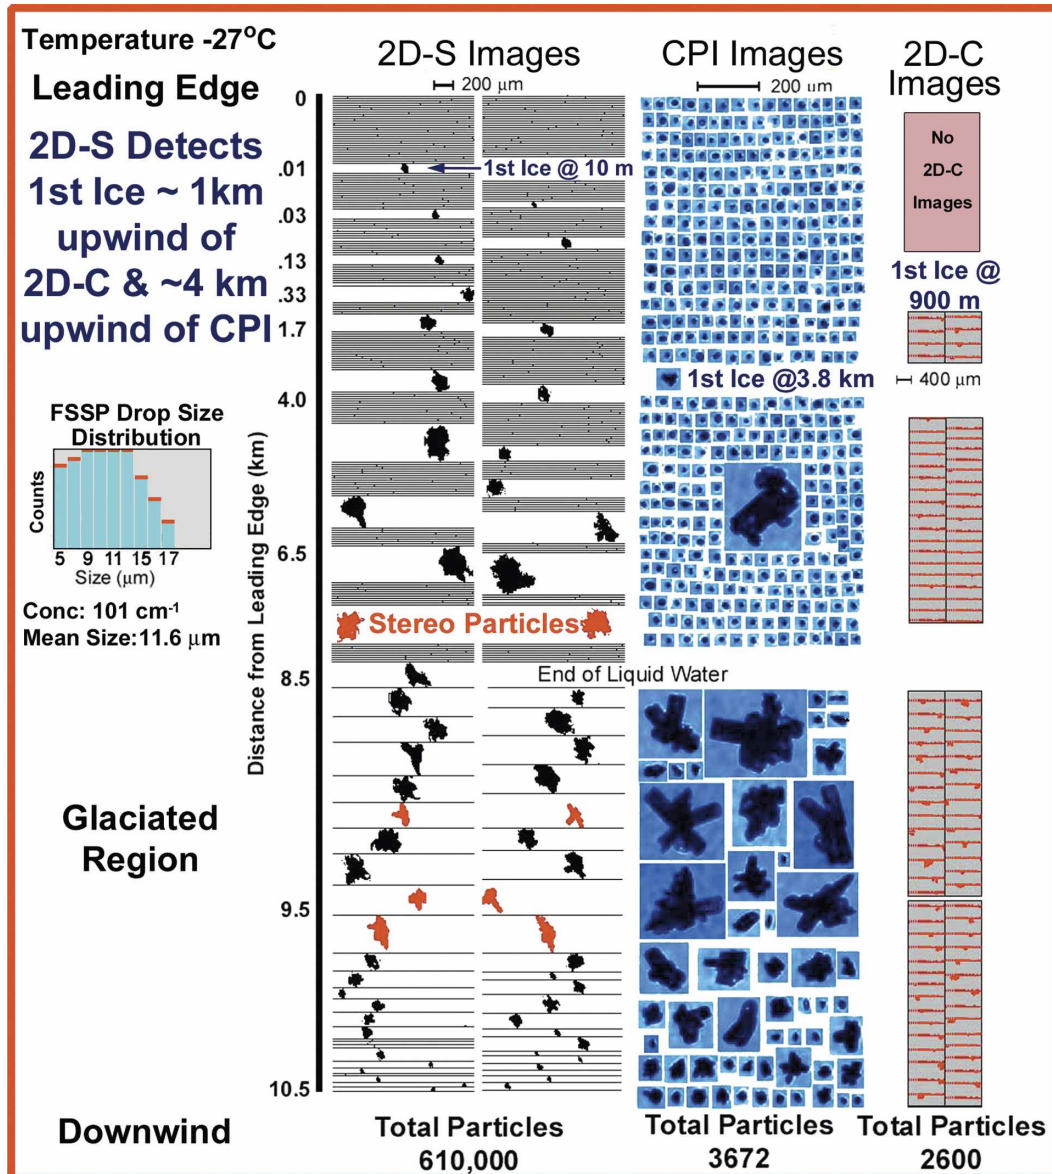 Temperature -27°C
Leading Edge
2D-S Detects
1st Ice ~ 1km
upwind of
2D-C & ~4 km
upwind of CPI
FSSP Drop Size
Distribution
Counts
5 9 11 11 15 17
Size (μm)
Conc: 101 cm-1
Mean Size:11.6 μm
Glaciated
Region
Downwind
Distance from Leading Edge (km)
0
.01
.03
.13
.33
1.7
4.0
6.5
8.5
9.5
10.5
2D-S Images
200 μm
1st Ice @ 10 m
Stereo Particles
End of Liquid Water
Total Particles
610,000
CPI Images
200 μm
1st Ice @3.8 km
Total Particles
3672
2D-C
Images
No
2D-C
Images
1st Ice @
900 m
400 μm
Total Particles
2600